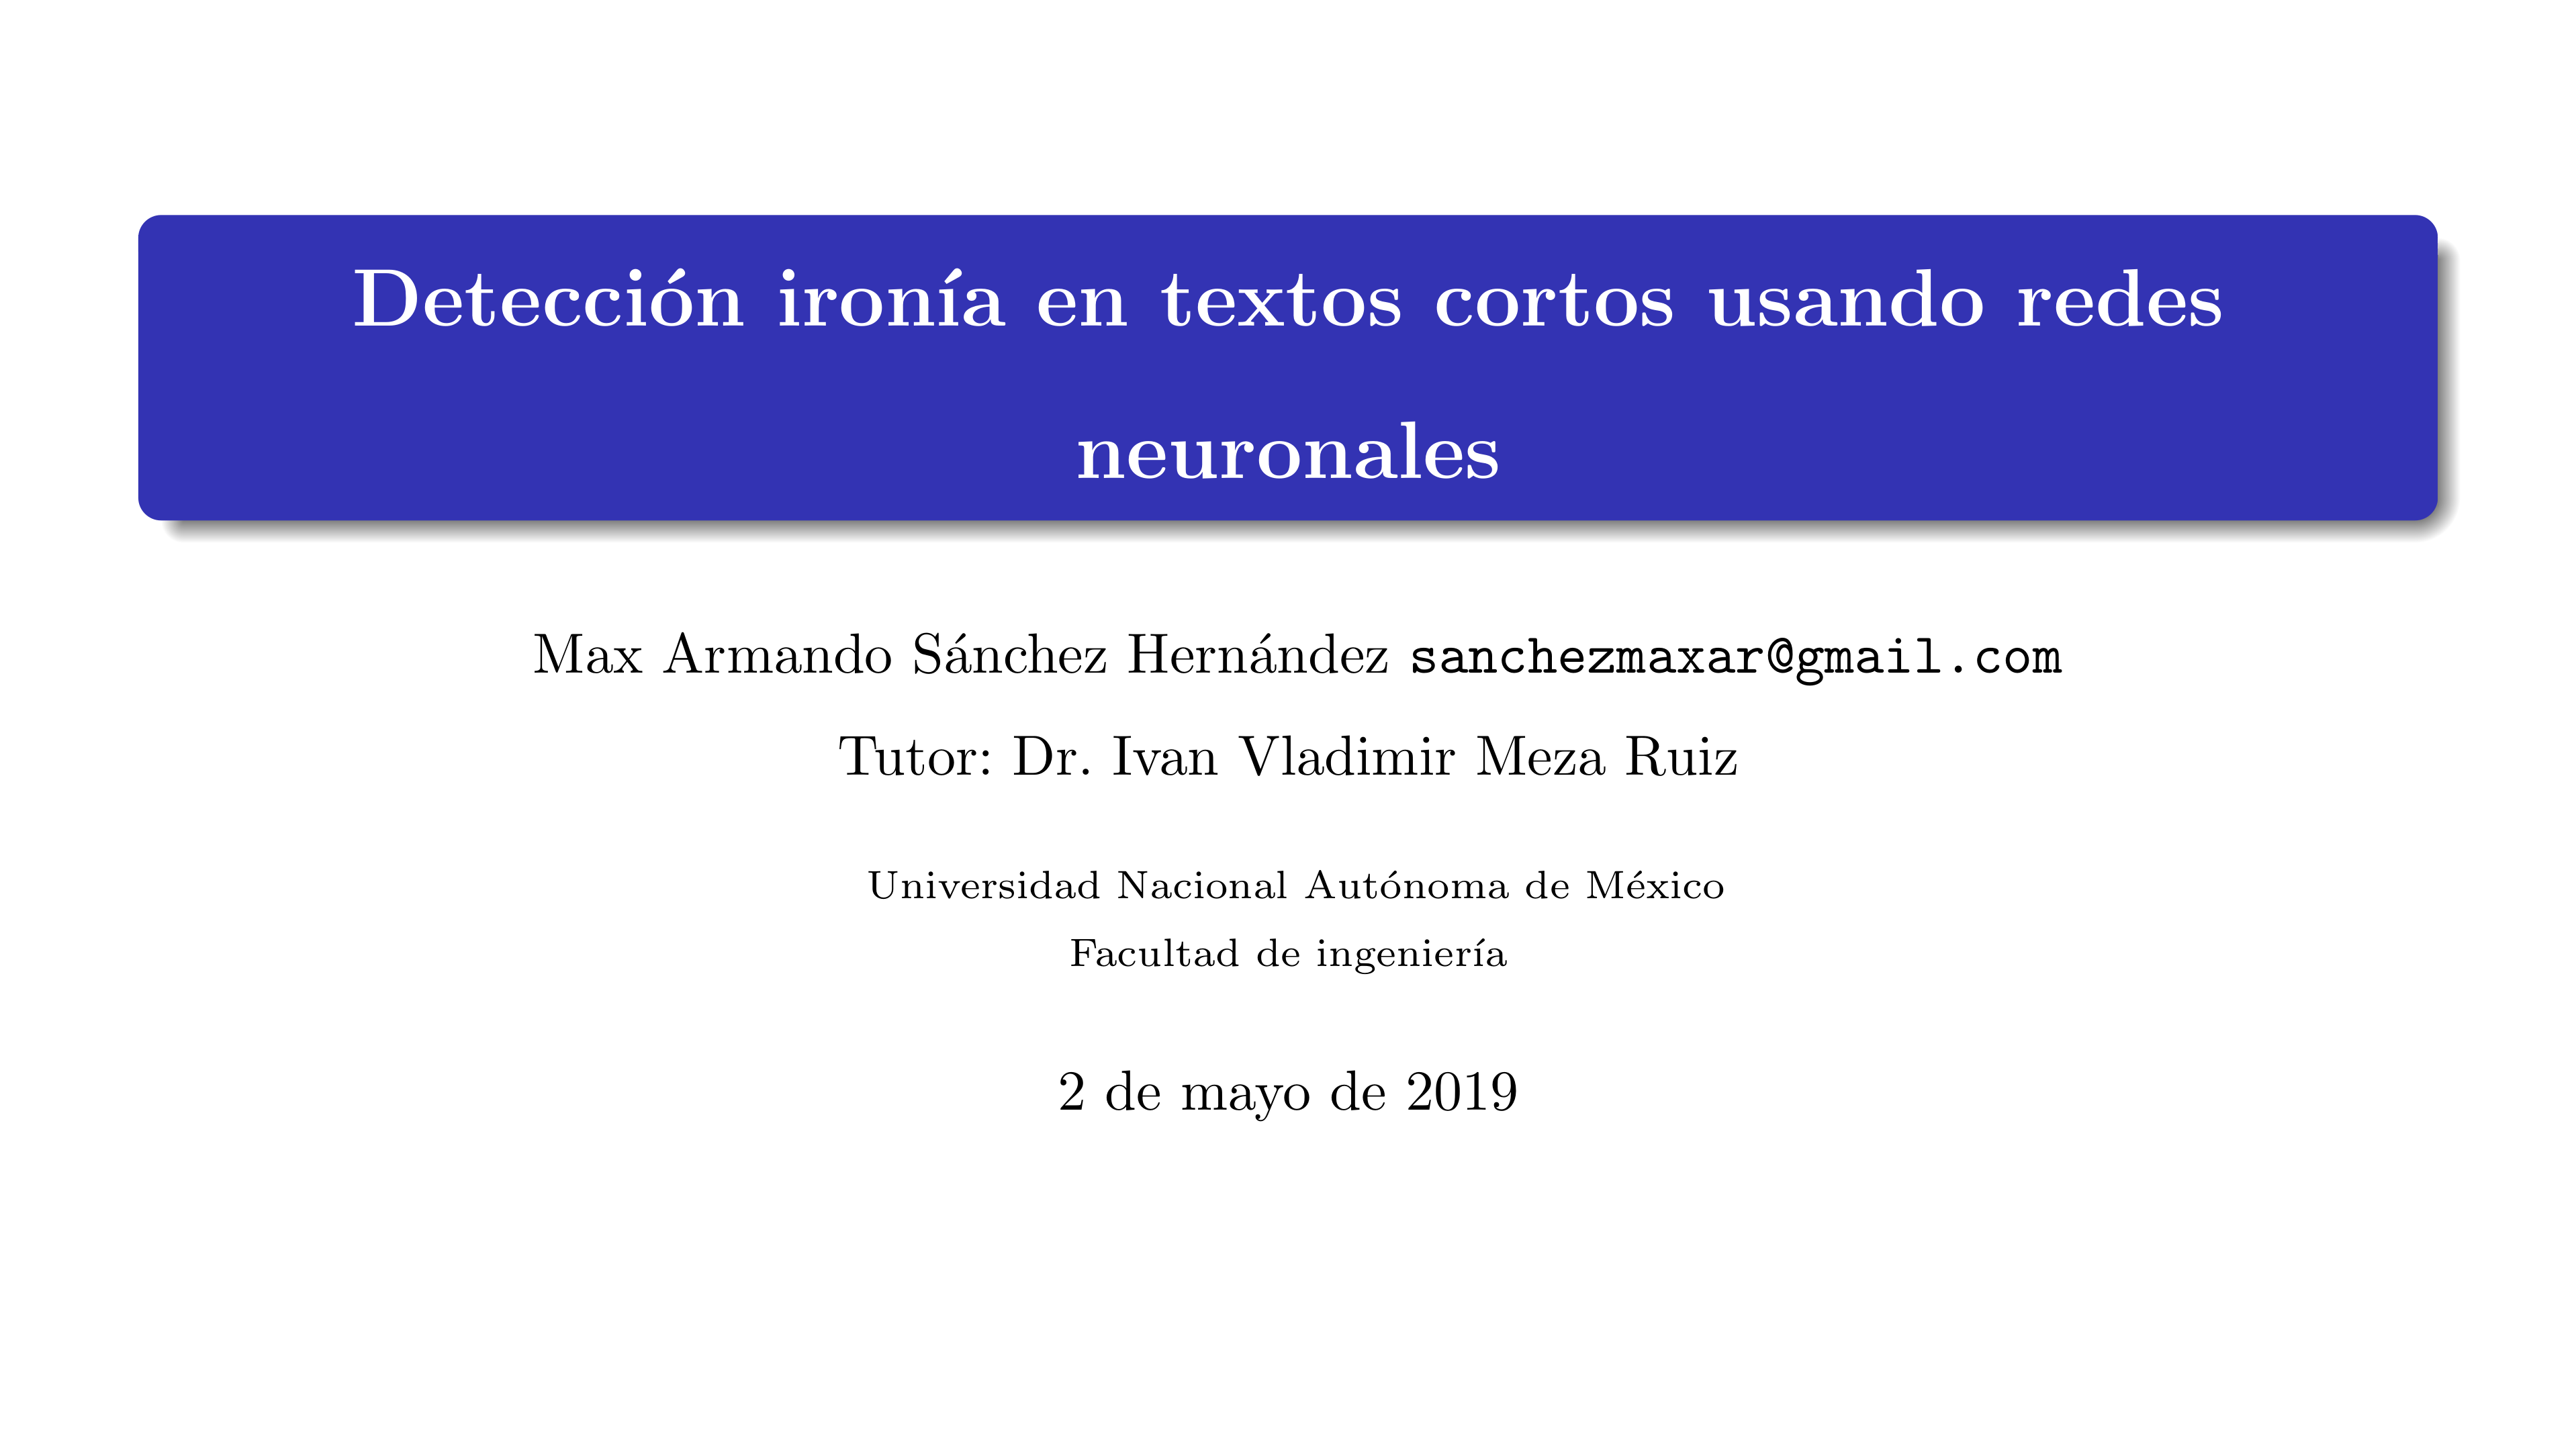 Detección ironía en textos cortos usando redes
neuronales
Max Armando Sánchez Hernández sanchezmaxar@gmail.com
Tutor: Dr. Ivan Vladimir Meza Ruiz
Universidad Nacional Autónoma de México
Facultad de ingeniería
2 de mayo de 2019